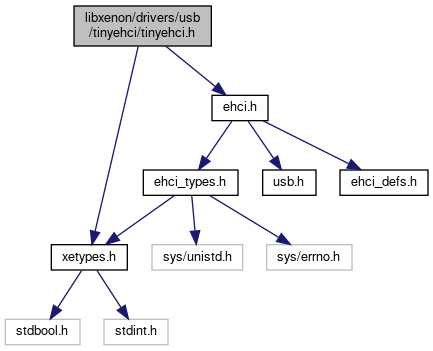 libxenon/drivers/usb
/tinyehci/tinyehci.h
ehci.h
ehci_types.h
usb.h
ehci_defs.h
xetypes.h
sys/unistd.h
sys/errno.h
stdbool.h
stdint.h